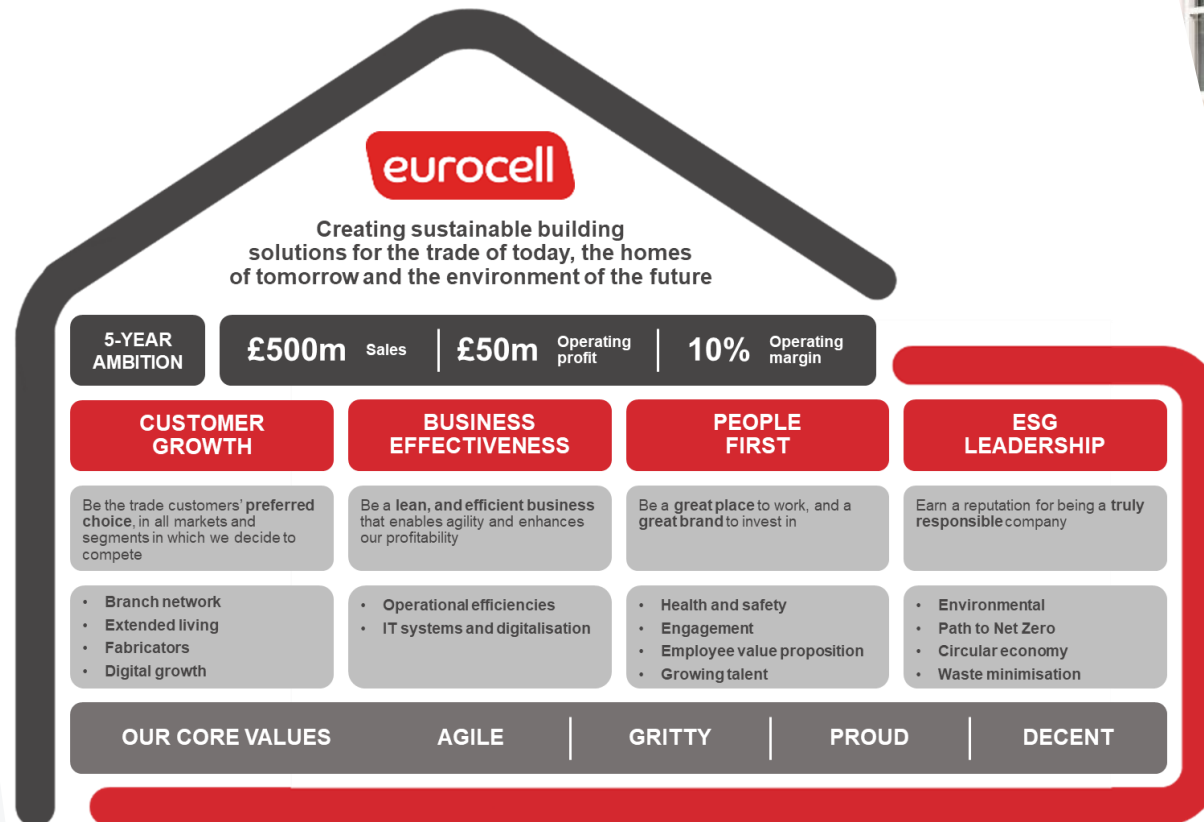 eurocell
Creating sustainable building
solutions for the trade of today, the homes
of tomorrow and the environment of the future
5-YEAR
AMBITION
£500m Sales
£50m Operating
profit
10% Operating
margin
CUSTOMER
GROWTH
Be the trade customers' preferred
choice, in all markets and
segments in which we decide to
compete
• Branch network
• Extended living
• Fabricators
• Digital growth
BUSINESS
EFFECTIVENESS
Be a lean, and efficient business
that enables agility and enhances
our profitability
• Operational efficiencies
• IT systems and digitalisation
PEOPLE
FIRST
Be a great place to work, and a
great brand to invest in
• Health and safety
• Engagement
• Employee value proposition
• Growing talent
ESG
LEADERSHIP
Earn a reputation for being a truly
responsible company
• Environmental
• Path to Net Zero
• Circular economy
• Waste minimisation
OUR CORE VALUES AGILE GRITTY PROUD DECENT